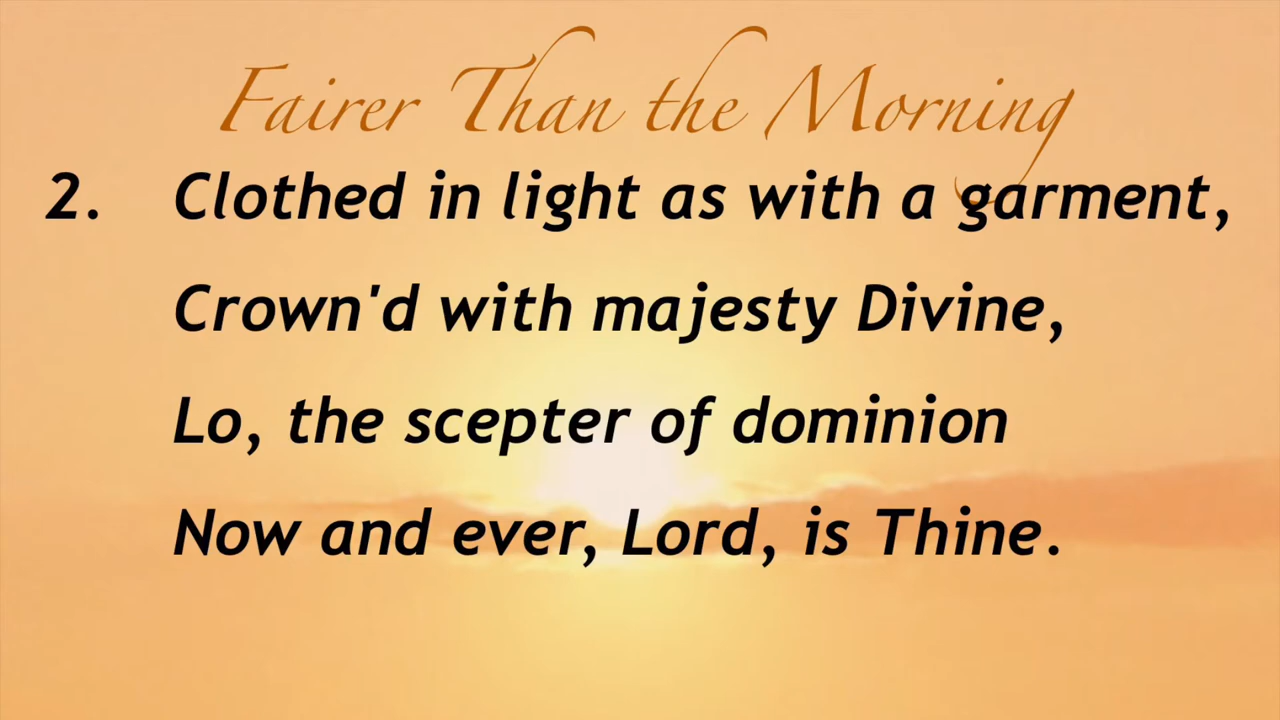 Fairer Than the Morning
2. Clothed in light as with a garment,
Crown'd with majesty Divine,
Lo, the scepter of dominion
Now and ever, Lord, is Thine.